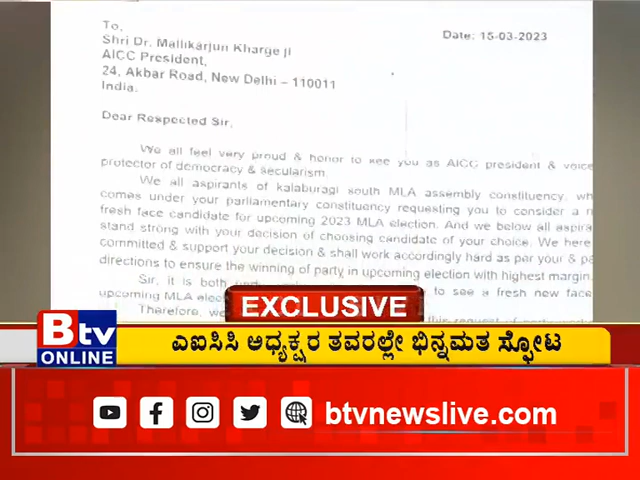 To,
Date: 15-03-2023
Shri Dr. Mallikarjun Kharge ji
AICC President,
24, Akbar Road, New Delhi – 110011
India.
Dear Respected Sir,
We all feel very proud & honor to see you as AICC president & voice
protector of democracy & secularism.
We all aspirants of kalaburagi south MLA assembly constituency,
comes under your parliamentary constituency requesting you to consider a
fresh face candidate for upcoming 2023 MLA election. And we below all
stand strong with your decision of choosing candidate of your choice. We here
committed & support your decision & shall work accordingly hard as per your &
directions to ensure the winning of party in upcoming election with highest margin.
Sir, it is both to see a fresh new face
upcoming MLA
Therefore, this request of
EXCLUSIVE
Btv
ONLINE
ಎಐಸಿಸಿ ಅಧ್ಯಕ್ಷರ ತವರಲ್ಲೇ ಭಿನ್ನಮತ ಸ್ಫೋಟ
btvnewslive.com